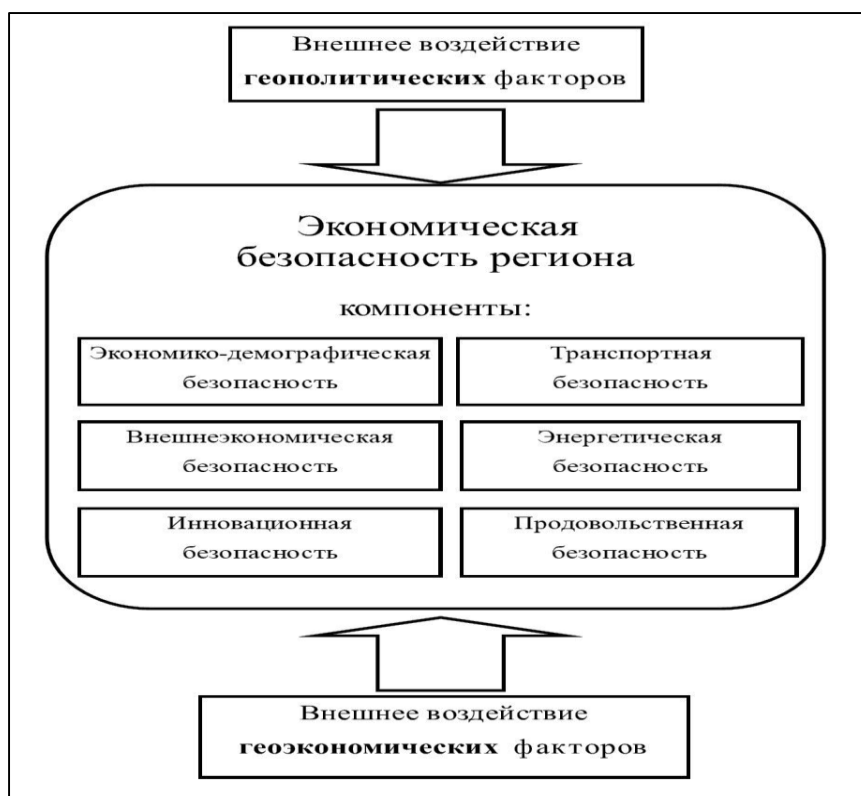 Внешнее воздействие
геополитических факторов
Экономическая
безопасность региона
компоненты:
Экономико-демографическая
безопасность
Транспортная
безопасность
Внешнеэкономическая
безопасность
Энергетическая
безопасность
Инновационная
безопасность
Продовольственная
безопасность
Внешнее воздействие
геоэкономических факторов